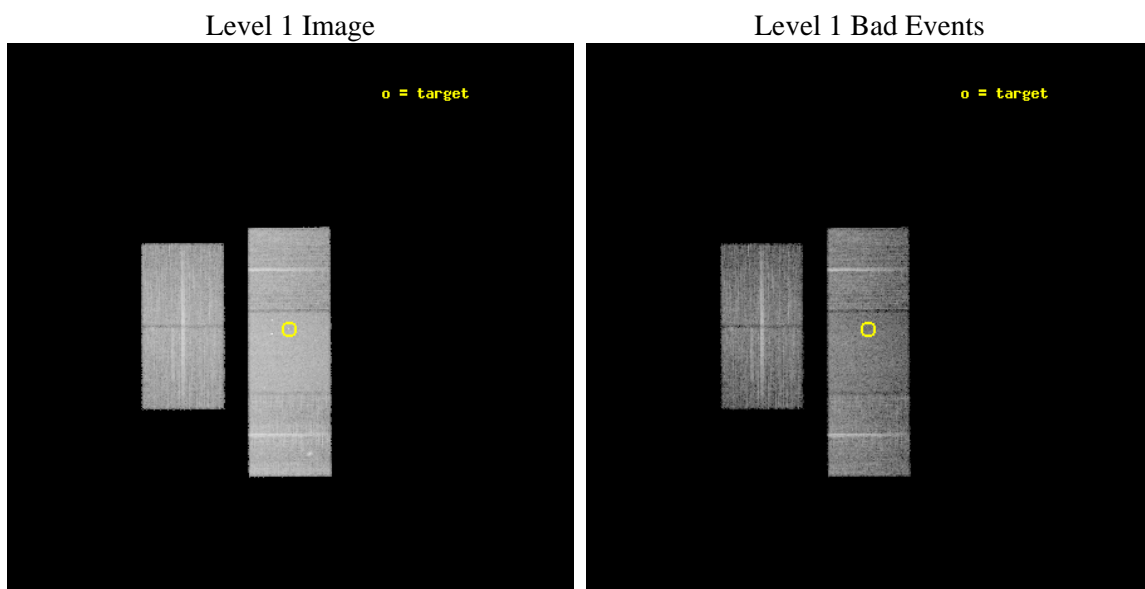 Level 1 Image
Level 1 Bad Events
o = target
o = target